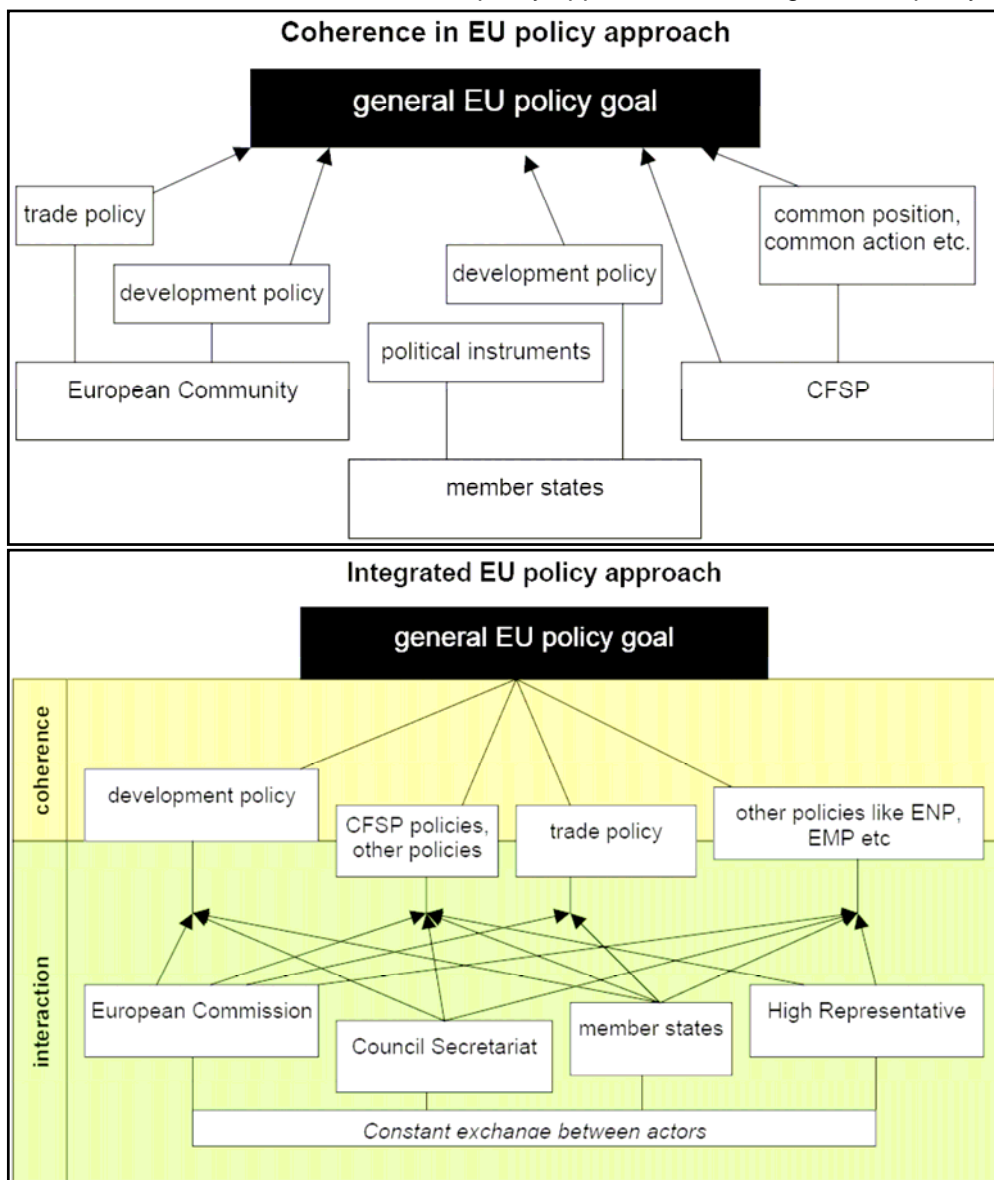 Coherence in EU policy approach
general EU policy goal
trade policy
common position,
common action etc.
development policy
development policy
political instruments
European Community
CFSP
member states
Integrated EU policy approach
general EU policy goal
coherence
development policy
CFSP policies,
other policies
trade policy
other policies like ENP,
EMP etc
interaction
European Commission
Council Secretariat
member states
High Representative
Constant exchange between actors